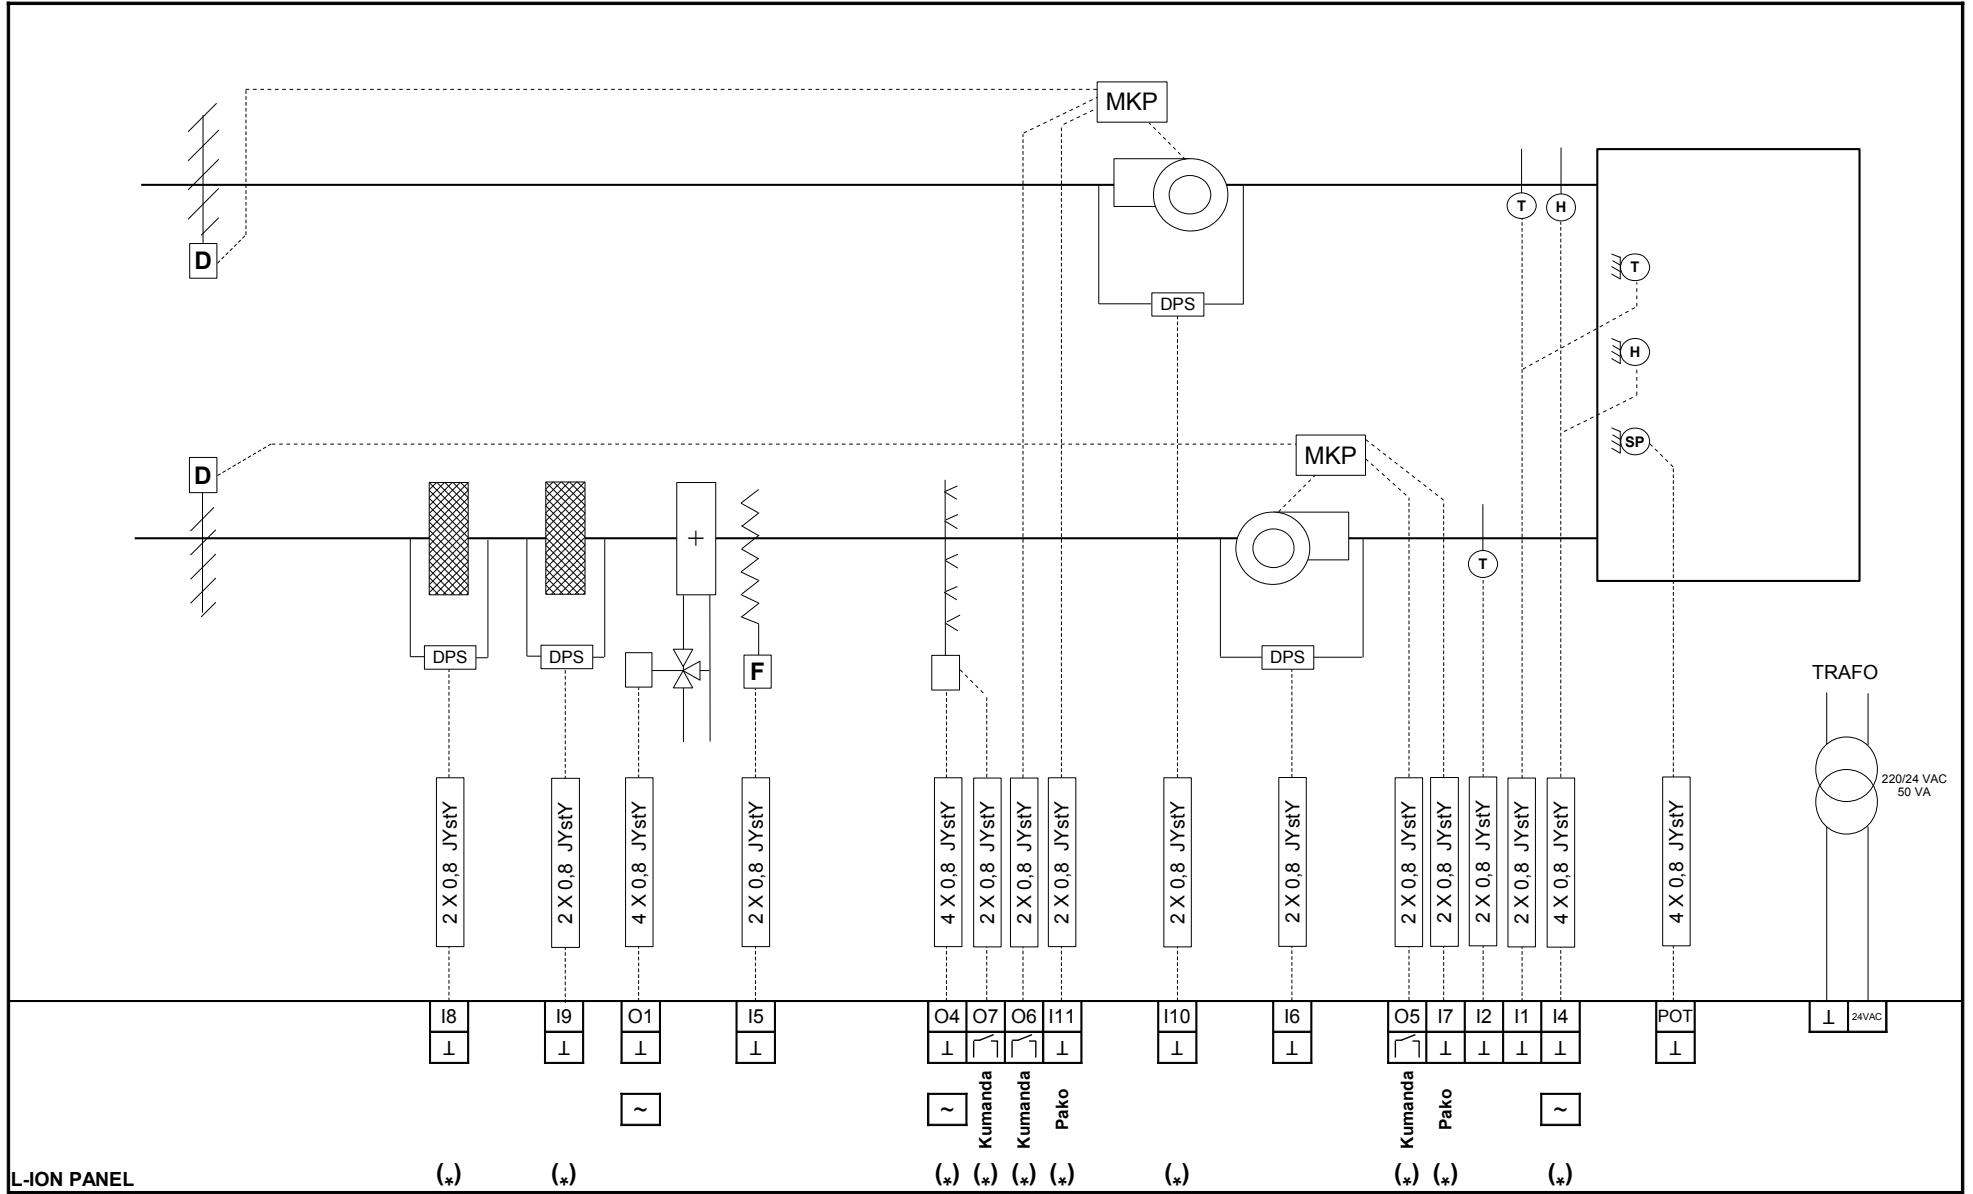 MKP
T
H
D
T
DPS
H
SP
MKP
D
+
T
DPS
DPS
F
DPS
TRAFO
220/24 VAC
50 VA
2 X 0,8 JYstY
2 X 0,8 JYstY
4 X 0,8 JYstY
2 X 0,8 JYstY
4 X 0,8 JYstY
2 X 0,8 JYstY
2 X 0,8 JYstY
2 X 0,8 JYstY
2 X 0,8 JYstY
2 X 0,8 JYstY
2 X 0,8 JYstY
2 X 0,8 JYstY
2 X 0,8 JYstY
2 X 0,8 JYstY
4 X 0,8 JYstY
4 X 0,8 JYstY
I8 I9 O1 I5 O4 O7 O6 I11 I10 I6 O5 I7 I2 I1 I4 POT ⊥ 24VAC
⊥ ⊥ ⊥ ⊥ ⊥ ⊥ ⊥ ⊥ ⊥ ⊥ ⊥ ⊥ ⊥
~ ~ ~
Kumanda
Kumanda
Pako
Kumanda
Pako
L-ION PANEL (*) (*) (*) (*) (*) (*) (*) (*) (*) (*)